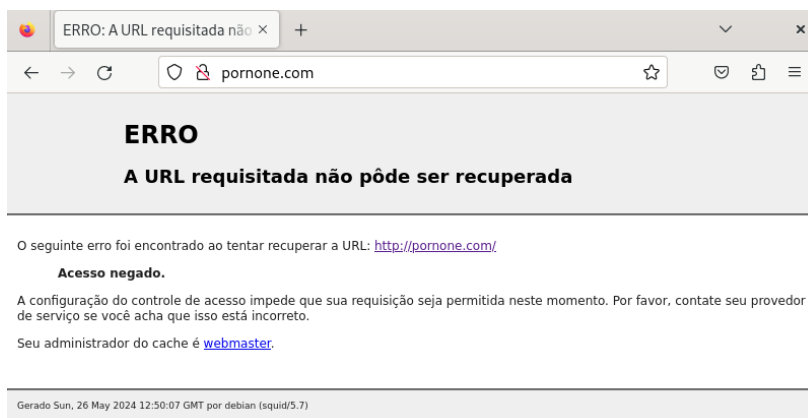 ERRO: A URL requisitada não
pornone.com
ERRO
A URL requisitada não pôde ser recuperada
O seguinte erro foi encontrado ao tentar recuperar a URL: http://pornone.com/
Acesso negado.
A configuração do controle de acesso impede que sua requisição seja permitida neste momento. Por favor, contate seu provedor
de serviço se você acha que isso está incorreto.
Seu administrador do cache é webmaster.
Gerado Sun, 26 May 2024 12:50:07 GMT por debian (squid/5.7)